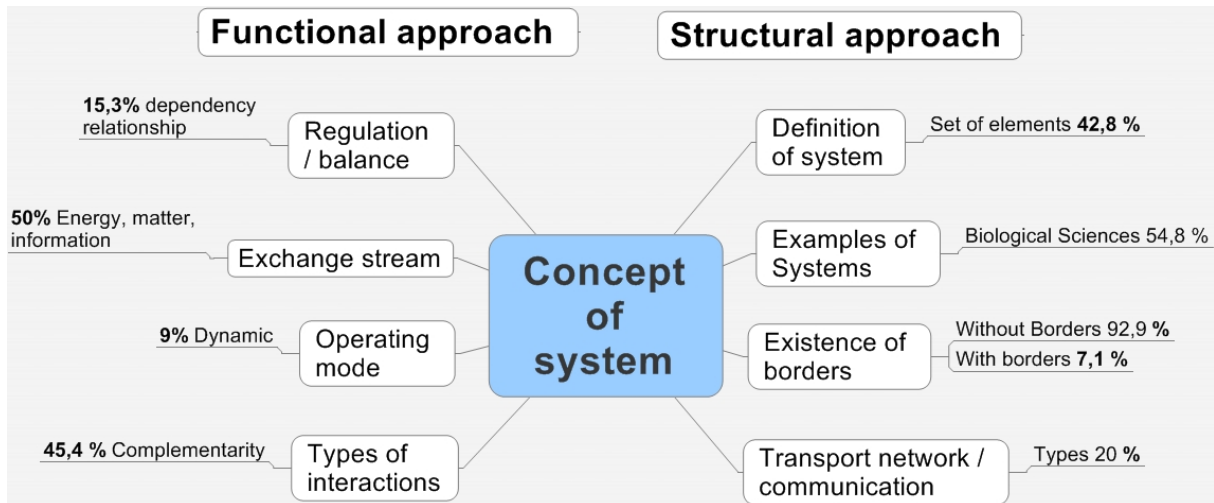 Functional approach
Structural approach
15,3% dependency
relationship
Regulation
/ balance
50% Energy, matter,
information
Exchange stream
9% Dynamic
Operating
mode
45,4 % Complementarity
Types of
interactions
Concept
of
system
Definition
of system
Set of elements 42,8 %
Examples of
Systems
Biological Sciences 54,8 %
Existence of
borders
Without Borders 92,9 %
With borders 7,1 %
Transport network /
communication
Types 20 %